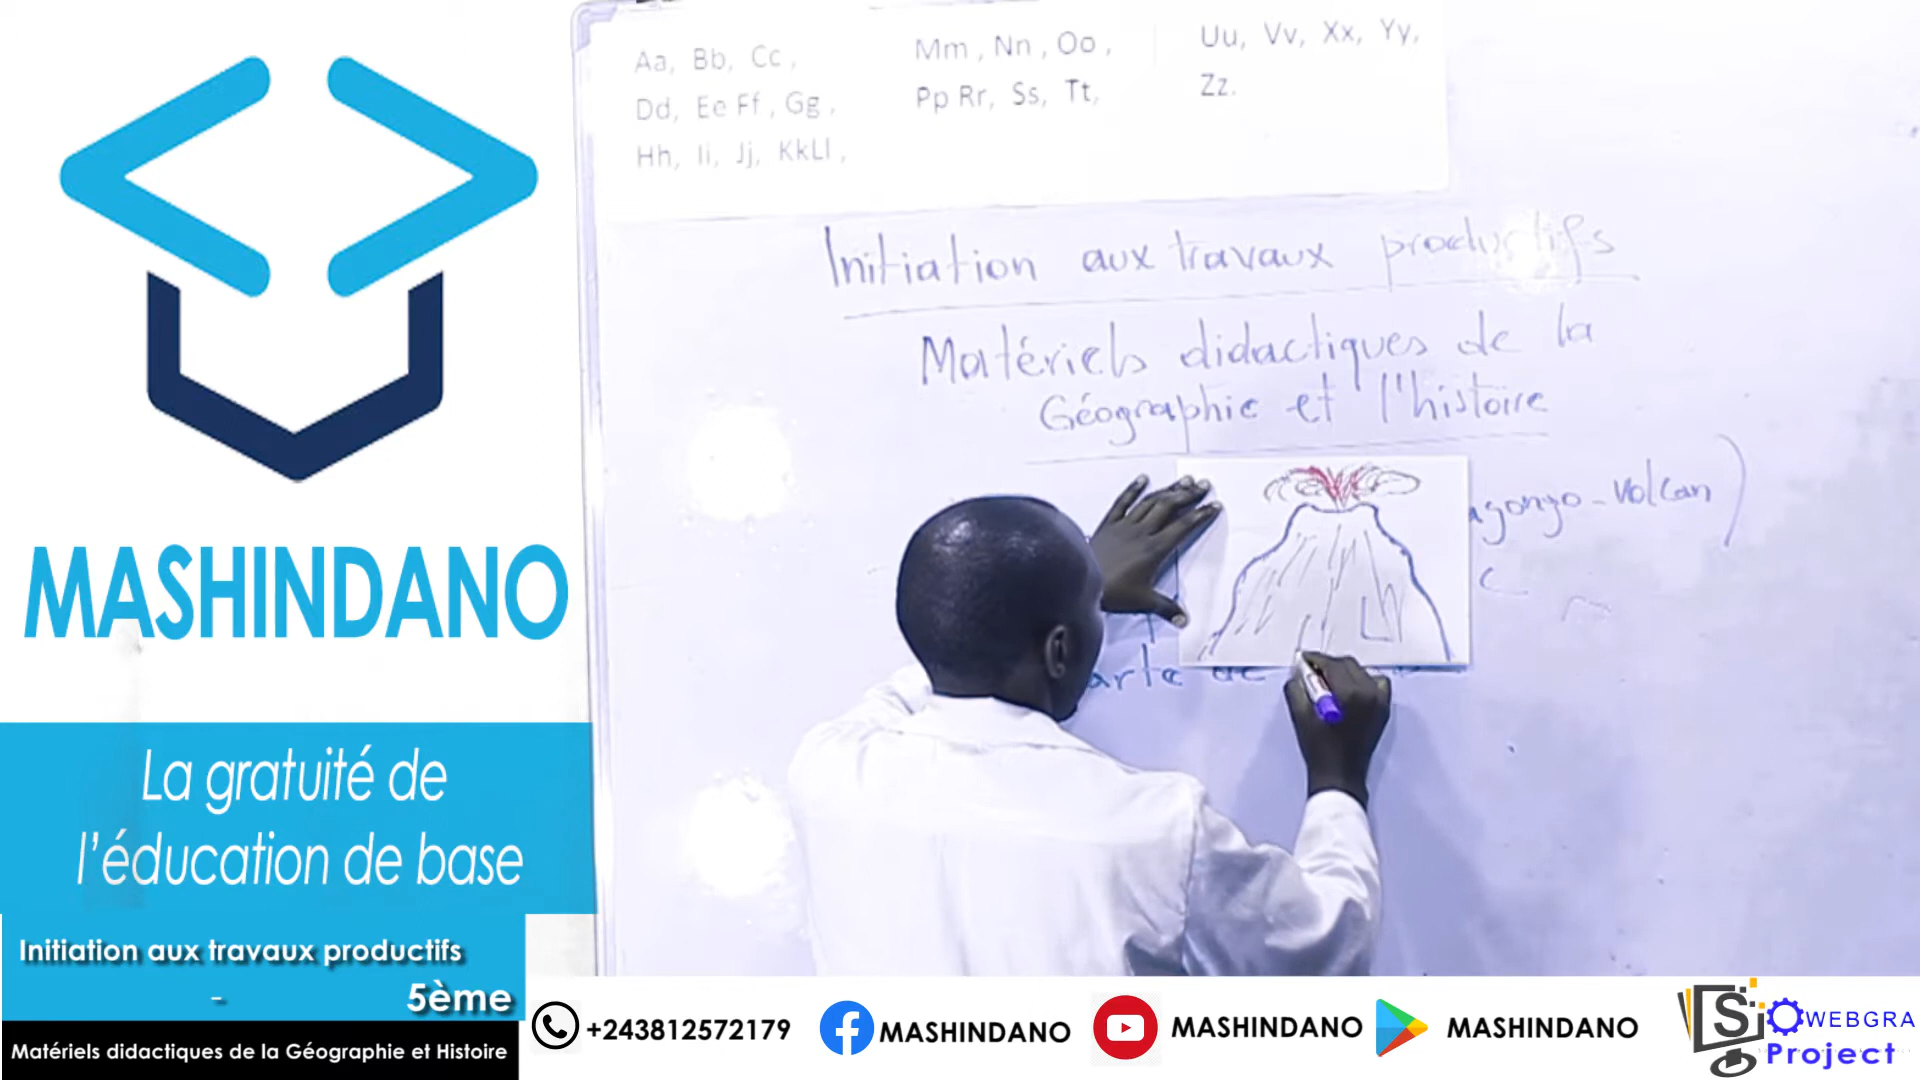 Aa, Bb, Cc,
Dd, Ee Ff, Gg,
Hh, Ii, Jj, KkLl,
Mm, Nn, Oo,
Pp Rr, Ss, Tt,
Uu, Vv, Xx, Yy,
Zz.
Initiation aux travaux productifs
Matériels didactiques de la
Géographie et l'histoire
agongo-volcan)
arte de
MASHINDANO
La gratuité de
l'éducation de base
Initiation aux travaux productifs
-
5ème
Matériels didactiques de la Géographie et Histoire
+243812572179
MASHINDANO
MASHINDANO
MASHINDANO
WEBGRA
Project